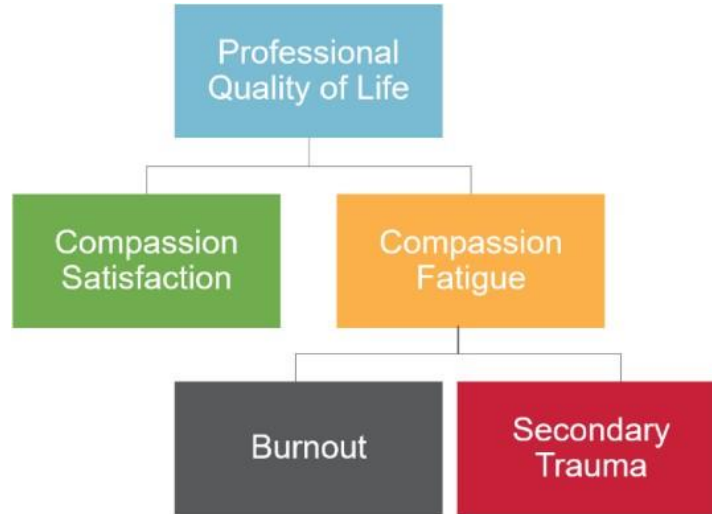 Professional
Quality of Life
Compassion
Satisfaction
Compassion
Fatigue
Burnout
Secondary
Trauma